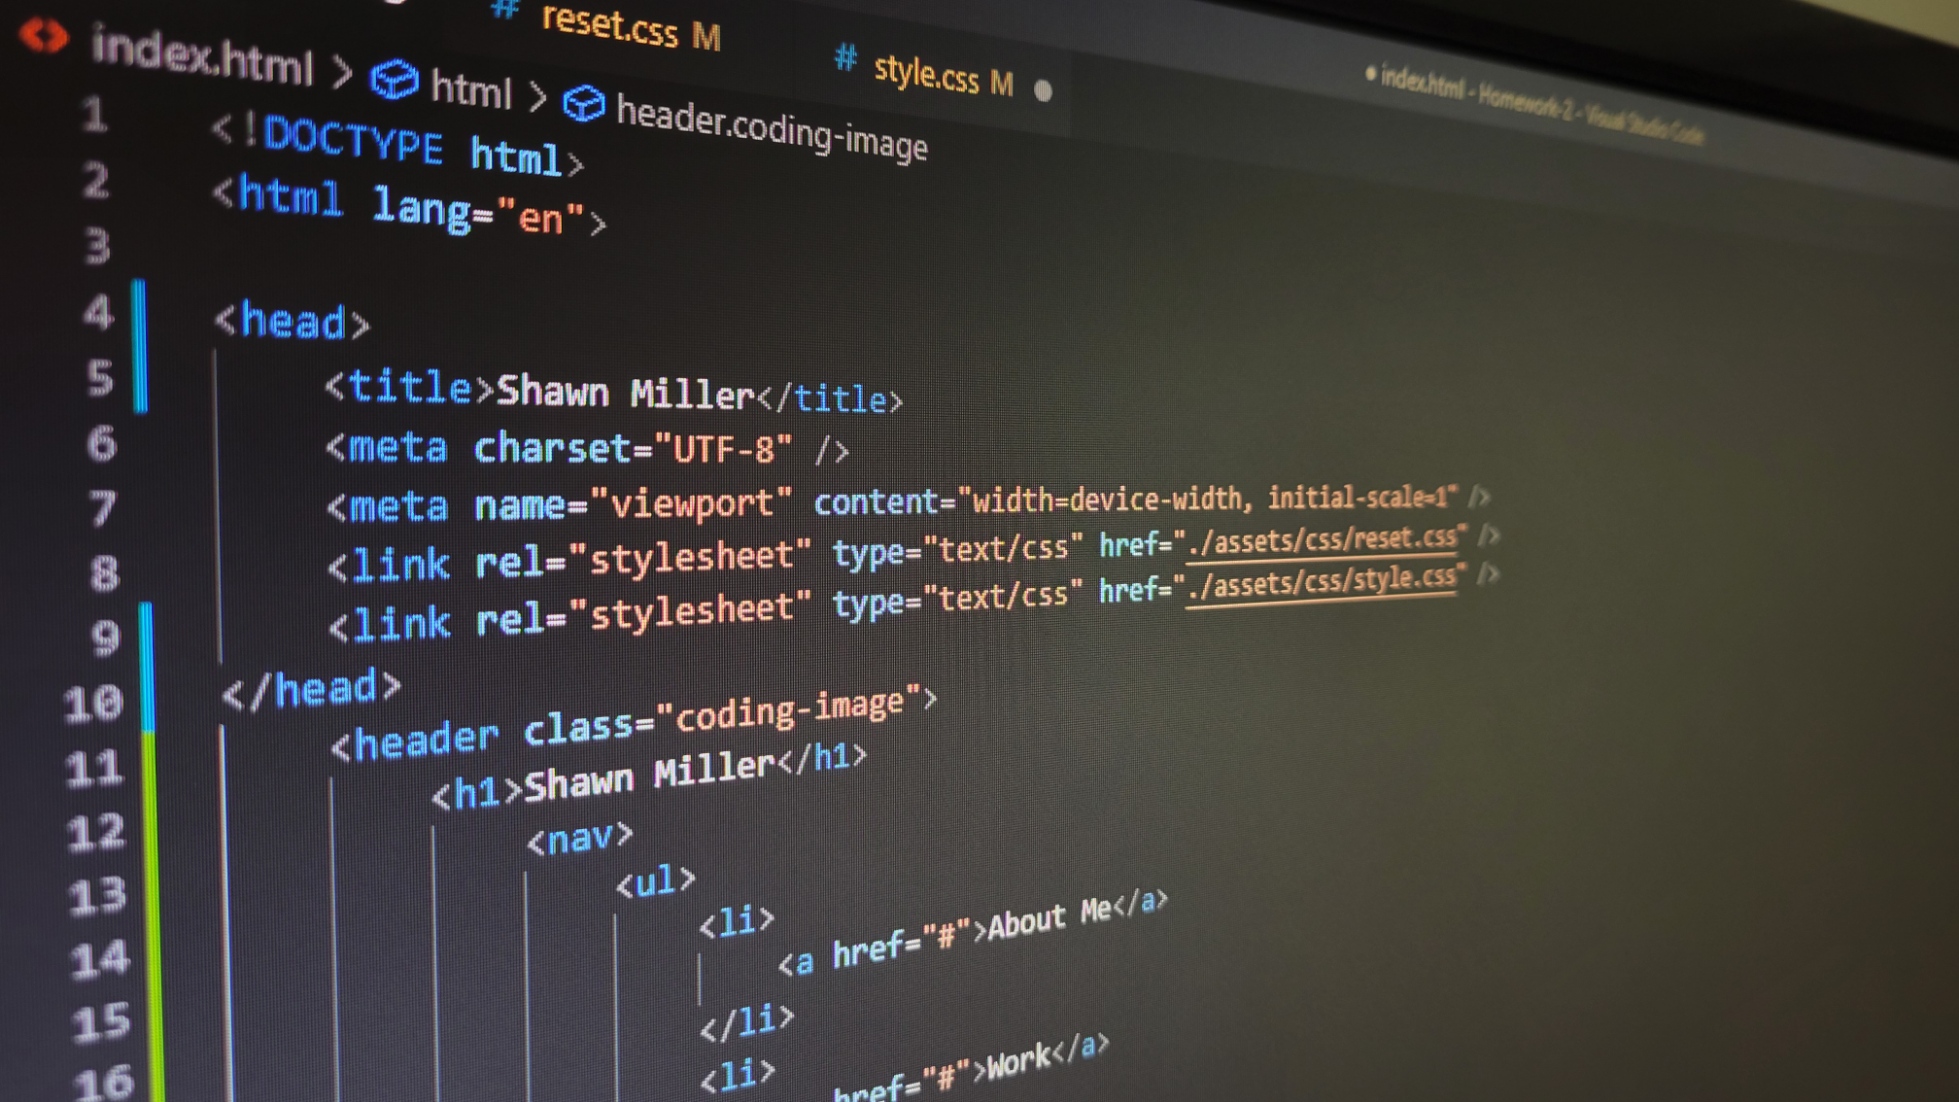 reset.css M
style.css M
index.html - Homework-2 - Visual Studio Code
index.html > html > header.coding-image
1 <!DOCTYPE html>
2 <html lang="en">
3
4 <head>
5 <title>Shawn Miller</title>
6 <meta charset="UTF-8" />
7 <meta name="viewport" content="width=device-width, initial-scale=1" />
8 <link rel="stylesheet" type="text/css" href="./assets/css/reset.css" />
9 <link rel="stylesheet" type="text/css" href="./assets/css/style.css" />
10 </head>
11 <header class="coding-image">
12 <h1>Shawn Miller</h1>
13 <nav>
14 <ul>
15 <li>
16 <a href="#">About Me</a>
</li>
<li>
href="#">Work</a>